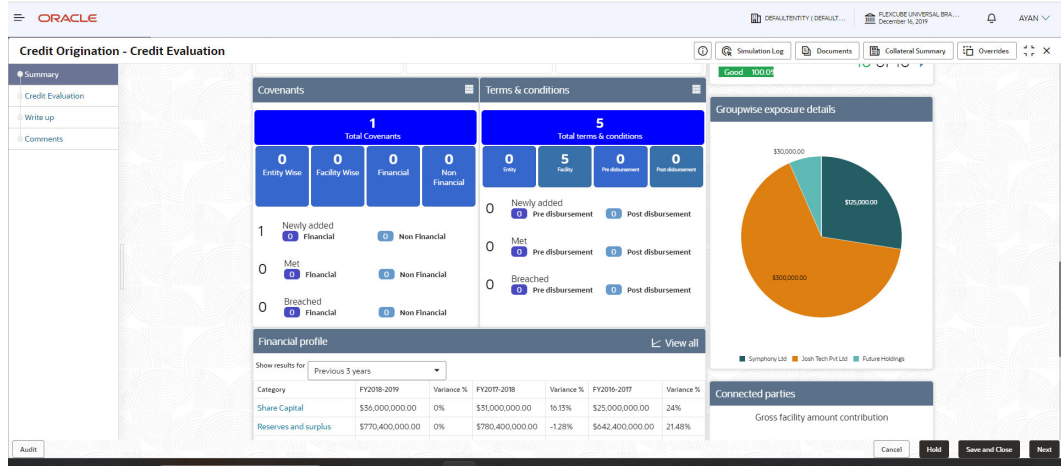 ORACLE
DEFAULTENTITY ( DEFAULT...
FLEXCUBE UNIVERSAL BRA...
December 16, 2019
AYAN
Credit Origination - Credit Evaluation
Simulation Log
Documents
Collateral Summary
Overrides
Summary
Credit Evaluation
Write up
Comments
Good 100.0%
Covenants
1
Total Covenants
0 0 0 0
Entity Wise Facility Wise Financial Non Financial
1 Newly added
0 Financial 0 Non Financial
0 Met
0 Financial 0 Non Financial
0 Breached
0 Financial 0 Non Financial
Terms & conditions
5
Total terms & conditions
0 5 0 0
Entity Facility Pre disbursement Post disbursement
0 Newly added
0 Pre disbursement 0 Post disbursement
0 Met
0 Pre disbursement 0 Post disbursement
0 Breached
0 Pre disbursement 0 Post disbursement
Groupwise exposure details
$30,000.00
$125,000.00
$300,000.00
Symphony Ltd Josh Tech Pvt Ltd Future Holdings
Financial profile View all
Show results for Previous 3 years
Category FY2018-2019 Variance % FY2017-2018 Variance % FY2016-2017 Variance %
Share Capital $36,000,000.00 0% $31,000,000.00 16.13% $25,000,000.00 24%
Reserves and surplus $770,400,000.00 0% $780,400,000.00 -1.28% $642,400,000.00 21.48%
Connected parties
Gross facility amount contribution
Audit
Cancel Hold Save and Close Next